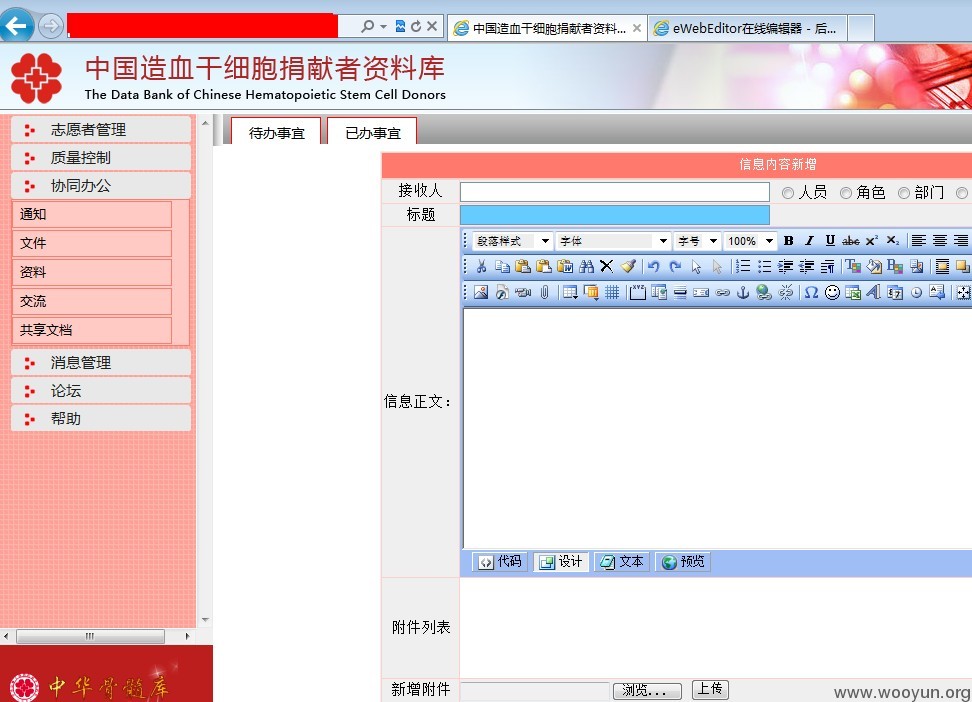 中国造血干细胞捐献者资料...
eWebEditor在线编辑器 - 后...
中国造血干细胞捐献者资料库
The Data Bank of Chinese Hematopoietic Stem Cell Donors
志愿者管理
质量控制
协同办公
通知
文件
资料
交流
共享文档
消息管理
论坛
帮助
中华骨髓库
待办事宜
已办事宜
信息内容新增
接收人
人员
角色
部门
标题
段落样式
字体
字号
100%
B I U abc x² x₂
信息正文：
代码
设计
文本
预览
附件列表
新增附件
浏览...
上传
www.wooyun.org